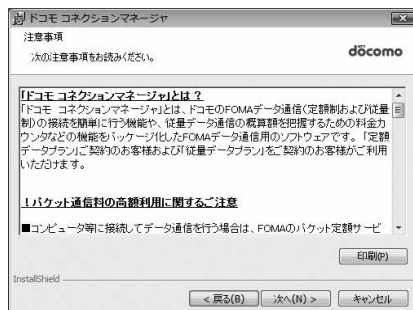 ドコモ コネクションマネージャ
注意事項
次の注意事項をお読みください。
döcomo
「ドコモ コネクションマネージャ」とは?
「ドコモ コネクションマネージャ」とは、ドコモのFOMAデータ通信(定額制および従量
制)の接続を簡単に行う機能や、従量データ通信の概算額を把握するための料金カ
ウンタなどの機能をパッケージ化したFOMAデータ通信用のソフトウェアです。「定額
データプラン」ご契約のお客様および「従量データプラン」をご契約のお客様がご利用
いただけます。
!パケット通信料の高額利用に関するご注意
■コンピュータ等に接続してデータ通信を行う場合は、FOMAのパケット定額サービ
印刷(P)
InstallShield
< 戻る(B)
次へ(N) >
キャンセル